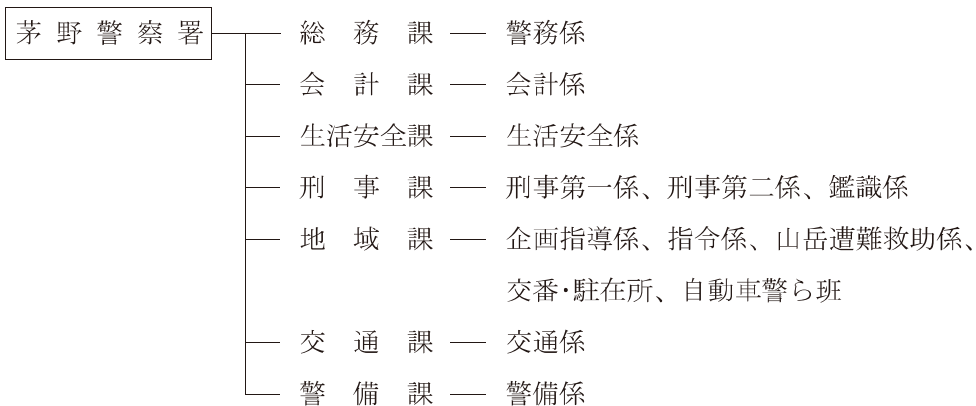 茅野警察署 総務課 警務係
会計課 会計係
生活安全課 生活安全係
刑事課 刑事第一係、刑事第二係、鑑識係
地域課 企画指導係、指令係、山岳遭難救助係、
交番・駐在所、自動車警ら班
交通課 交通係
警備課 警備係